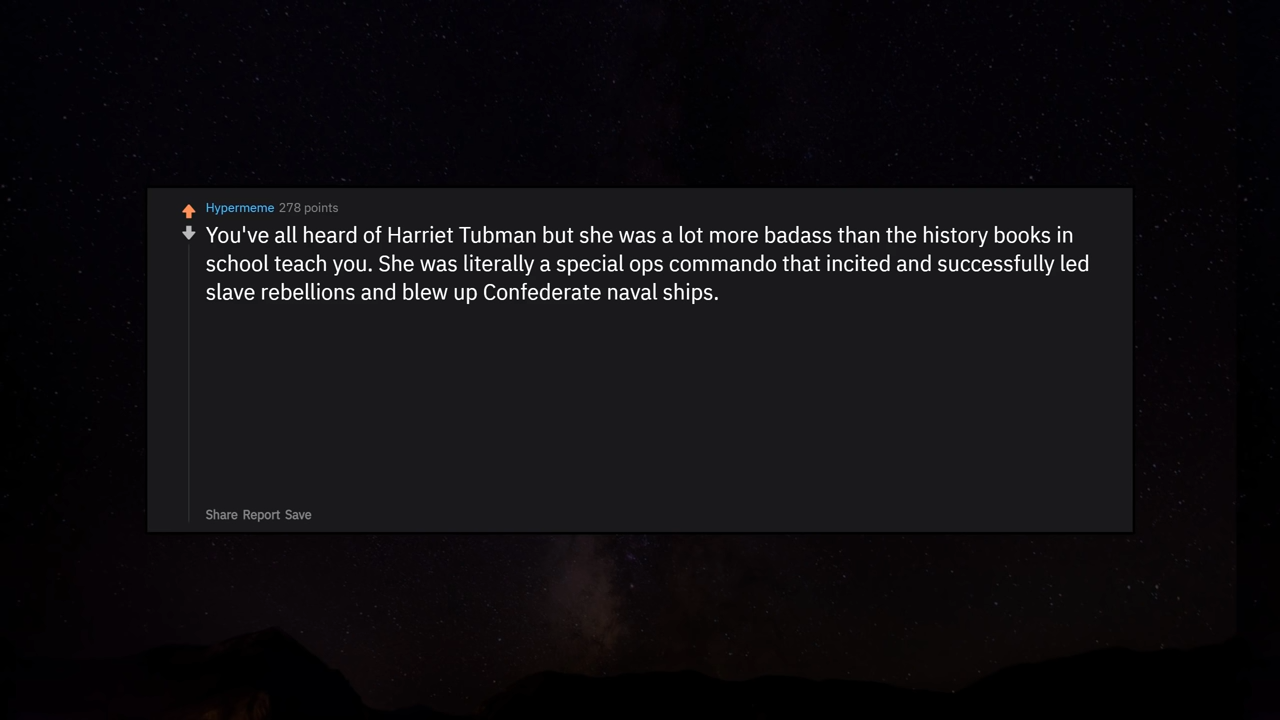 Hypermeme 278 points
You've all heard of Harriet Tubman but she was a lot more badass than the history books in
school teach you. She was literally a special ops commando that incited and successfully led
slave rebellions and blew up Confederate naval ships.
Share Report Save